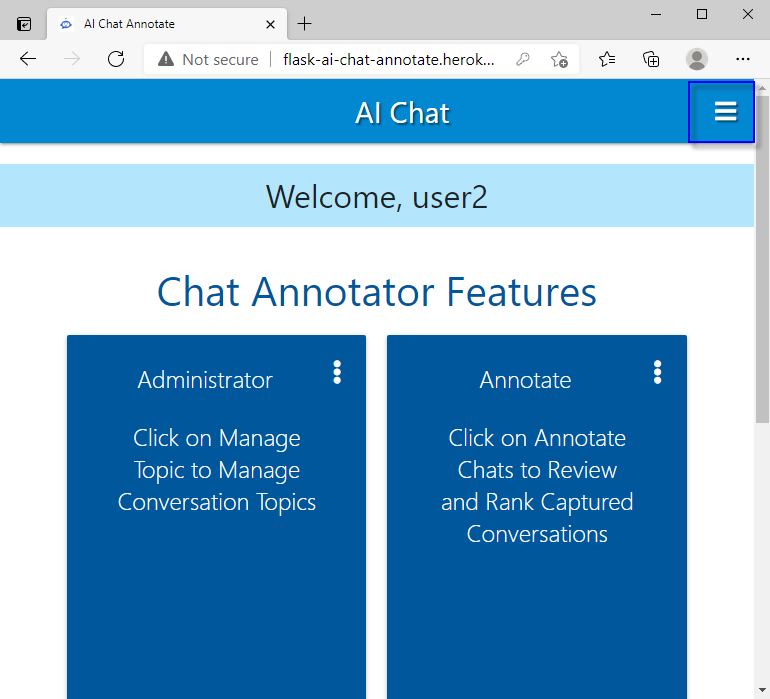 AI Chat Annotate
Not secure
flask-ai-chat-annotate.herok...
AI Chat
Welcome, user2
Chat Annotator Features
Administrator
Click on Manage
Topic to Manage
Conversation Topics
Annotate
Click on Annotate
Chats to Review
and Rank Captured
Conversations